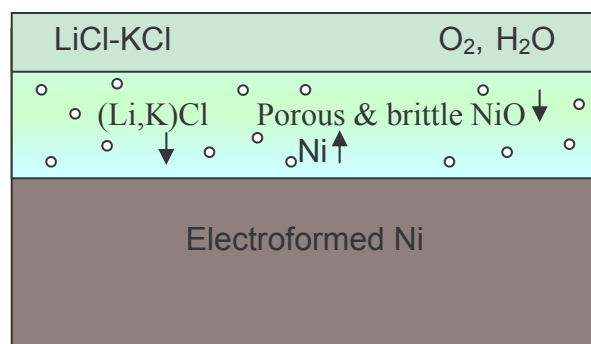 LiCl-KCl O₂, H₂O
(Li,K)Cl Porous & brittle NiO
Ni
Electroformed Ni